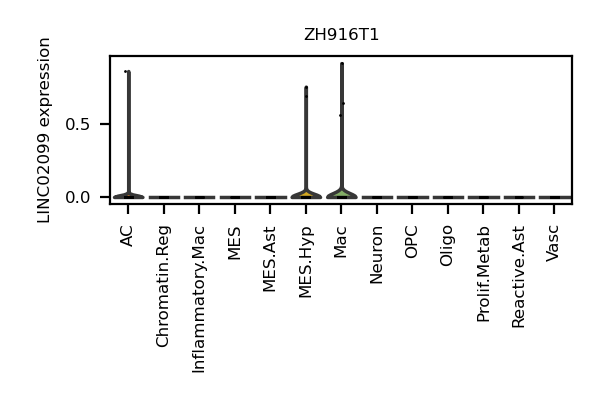 ZH916T1
LINC02099 expression
0.5
0.0
AC
Chromatin.Reg
Inflammatory.Mac
MES
MES.Ast
MES.Hyp
Mac
Neuron
OPC
Oligo
Prolif.Metab
Reactive.Ast
Vasc